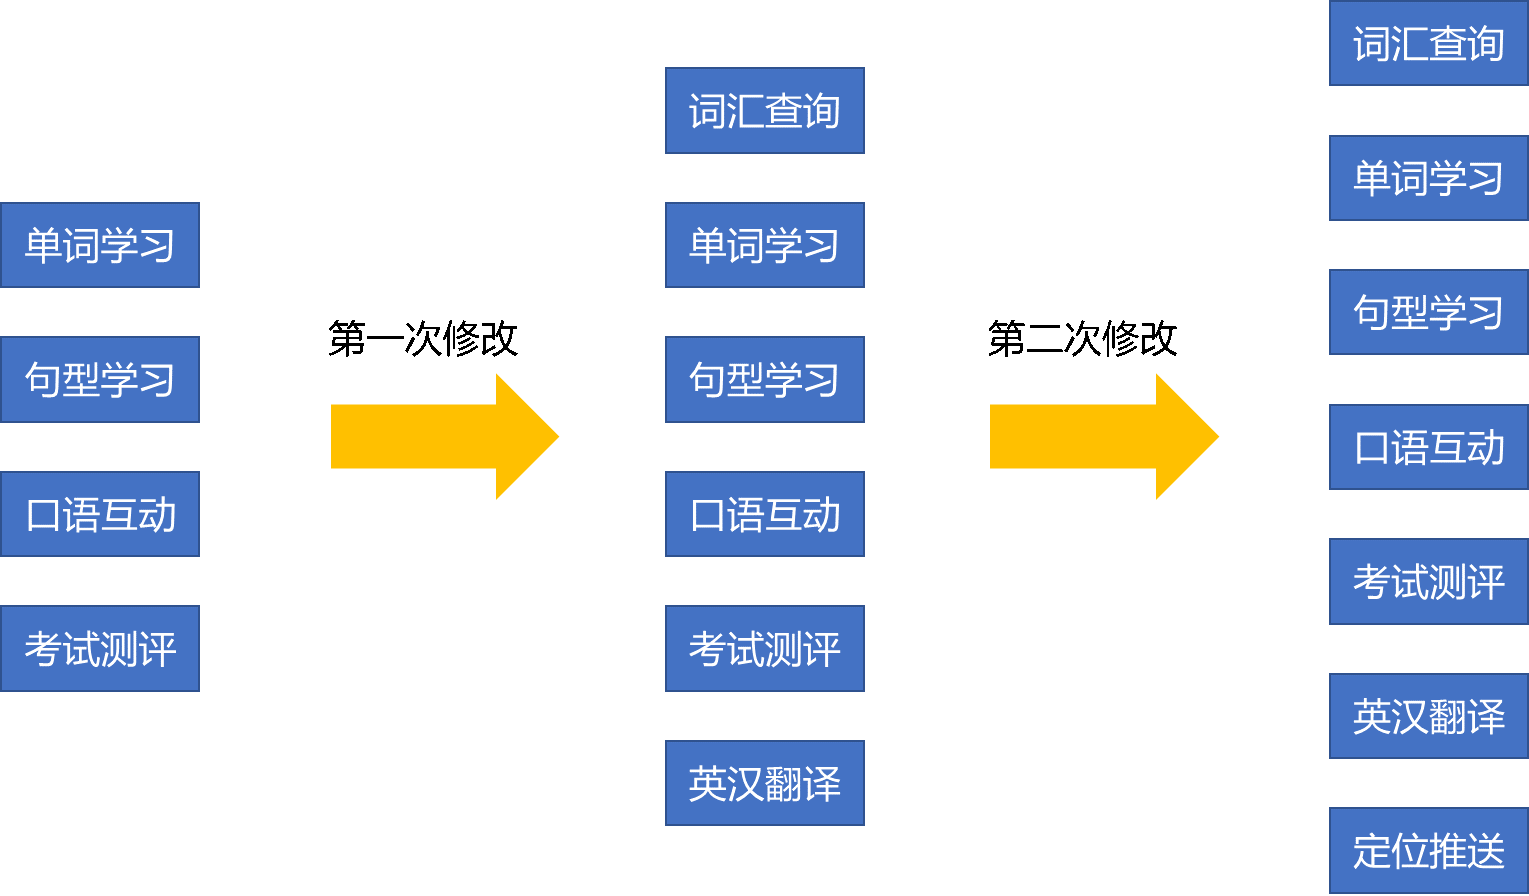 单词学习
句型学习
口语互动
考试测评
第一次修改
词汇查询
单词学习
句型学习
口语互动
考试测评
英汉翻译
第二次修改
词汇查询
单词学习
句型学习
口语互动
考试测评
英汉翻译
定位推送